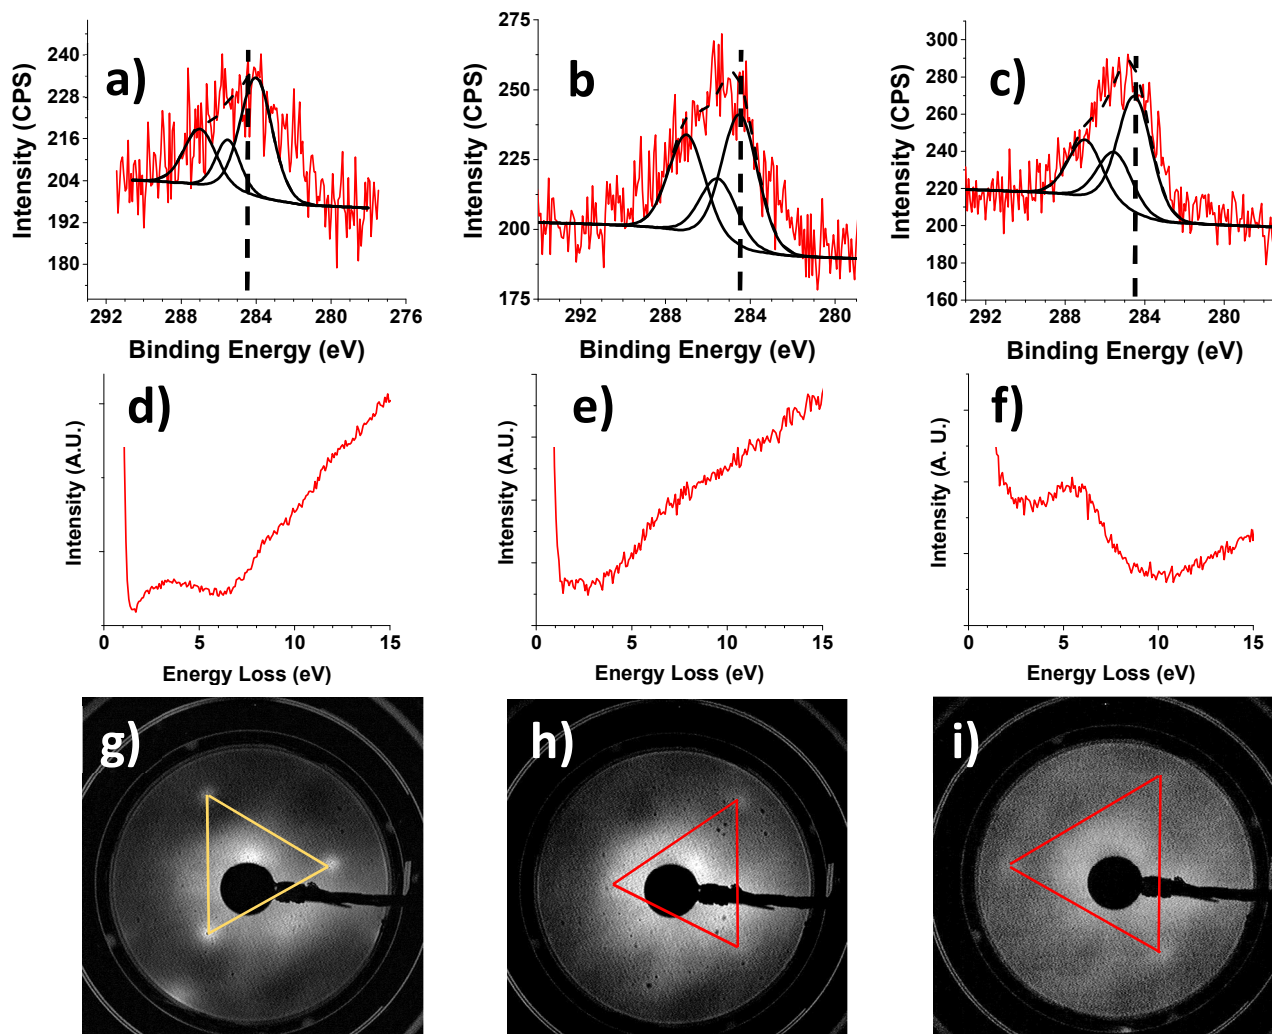 a)
240
228
216
204
192
180
Intensity (CPS)
292 288 284 280 276
Binding Energy (eV)
b)
275
250
225
200
175
Intensity (CPS)
292 288 284 280
Binding Energy (eV)
c)
300
280
260
240
220
200
180
160
Intensity (CPS)
292 288 284 280
Binding Energy (eV)
d)
Intensity (A.U.)
0 5 10 15
Energy Loss (eV)
e)
Intensity (A.U.)
0 5 10 15
Energy Loss (eV)
f)
Intensity (A. U.)
0 5 10 15
Energy Loss (eV)
g)
h)
i)